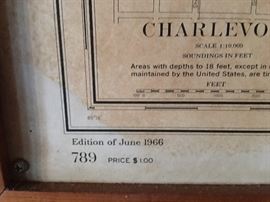 CHARLEVO
SCALE 1:10,000
SOUNDINGS IN FEET
Areas with depths to 18 feet, except in
maintained by the United States, are ti
FEET
Edition of June 1966
789 PRICE $1.00